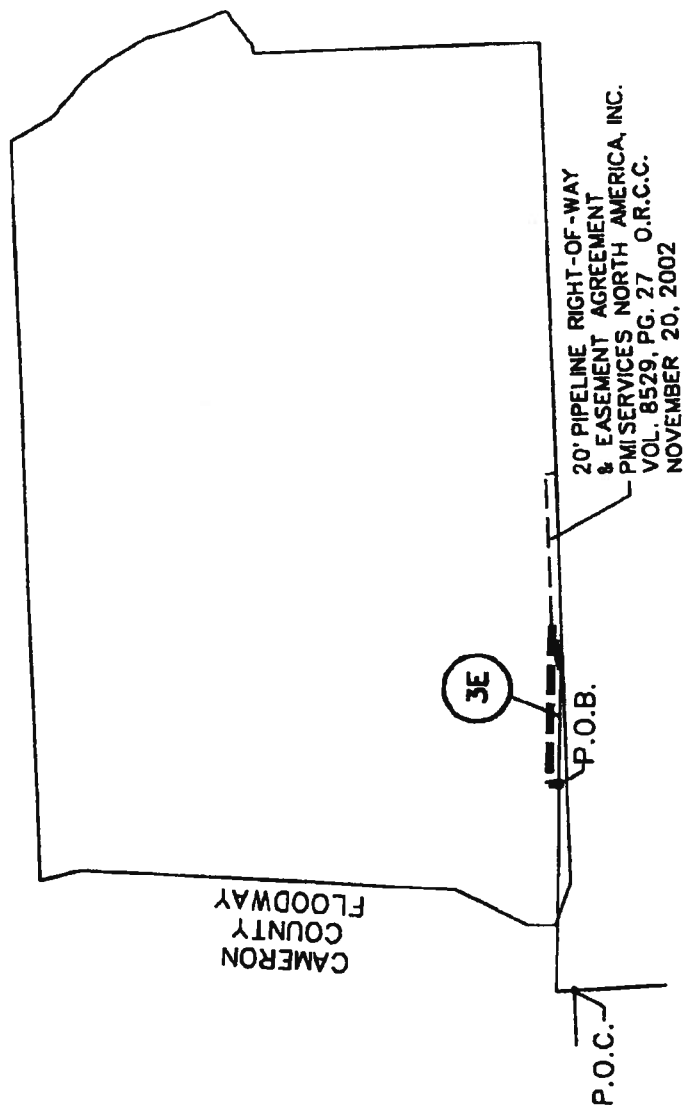 CAMERON
COUNTY
FLOODWAY
3E
20' PIPELINE RIGHT-OF-WAY
& EASEMENT AGREEMENT
PMI SERVICES NORTH AMERICA, INC.
VOL. 8529, PG. 27 O.R.C.C.
NOVEMBER 20, 2002
P.O.B.
P.O.C.